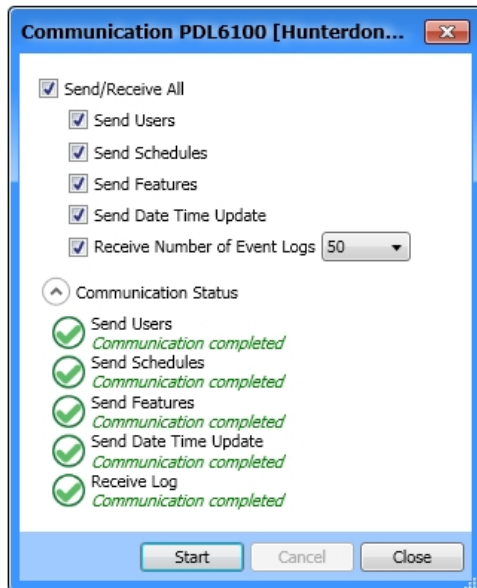 Communication PDL6100 [Hunterdon...
Send/Receive All
Send Users
Send Schedules
Send Features
Send Date Time Update
Receive Number of Event Logs 50
Communication Status
Send Users
Communication completed
Send Schedules
Communication completed
Send Features
Communication completed
Send Date Time Update
Communication completed
Receive Log
Communication completed
Start Cancel Close